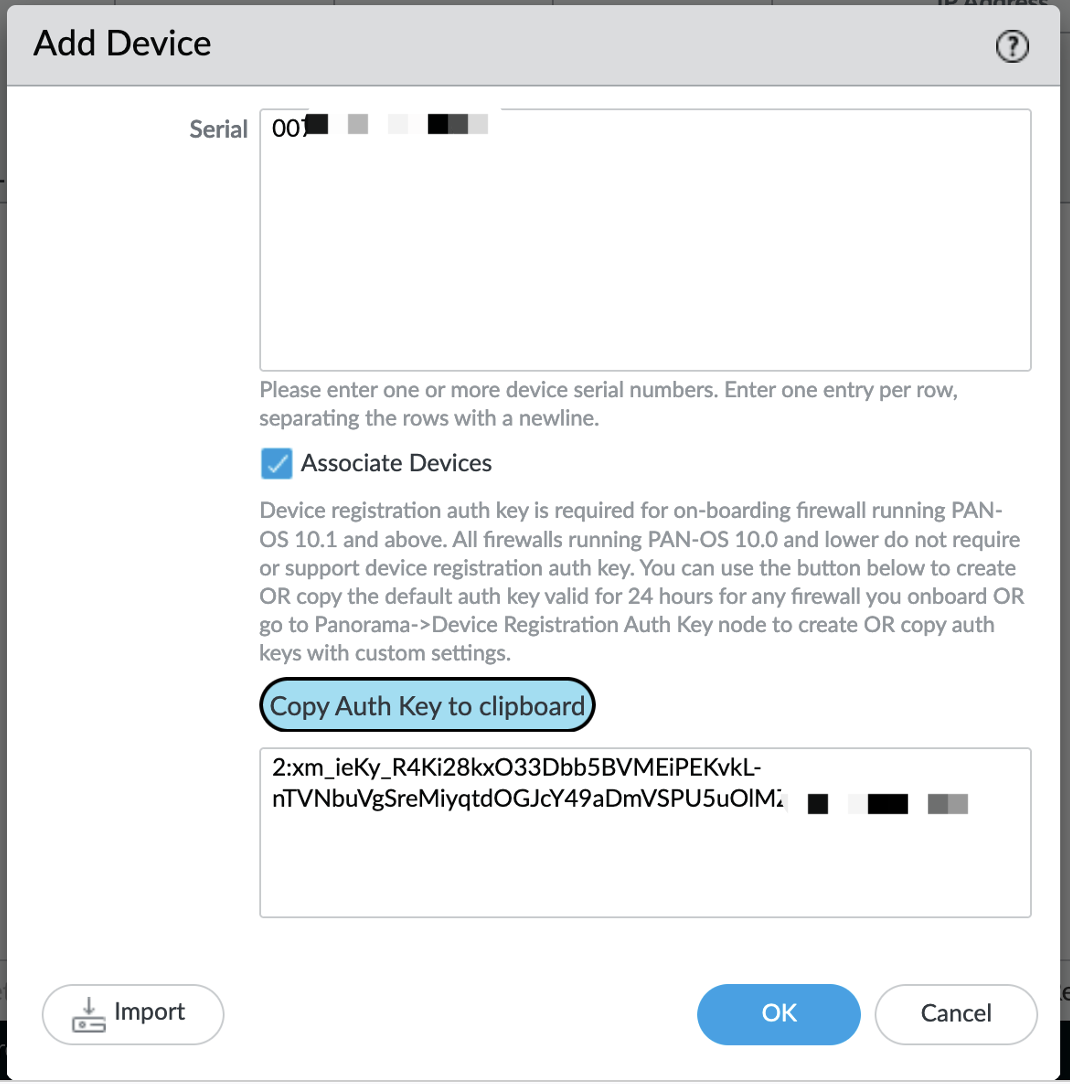 IP Address
Add Device
Serial
007
Please enter one or more device serial numbers. Enter one entry per row,
separating the rows with a newline.
Associate Devices
Device registration auth key is required for on-boarding firewall running PAN-
OS 10.1 and above. All firewalls running PAN-OS 10.0 and lower do not require
or support device registration auth key. You can use the button below to create
OR copy the default auth key valid for 24 hours for any firewall you onboard OR
go to Panorama->Device Registration Auth Key node to create OR copy auth
keys with custom settings.
Copy Auth Key to clipboard
2:xm_ieKy_R4Ki28kxO33Dbb5BVMEiPEKvkL-
nTVNbuVgSreMiyqtdOGJcY49aDmVSPU5uOlMZ
Import
OK
Cancel